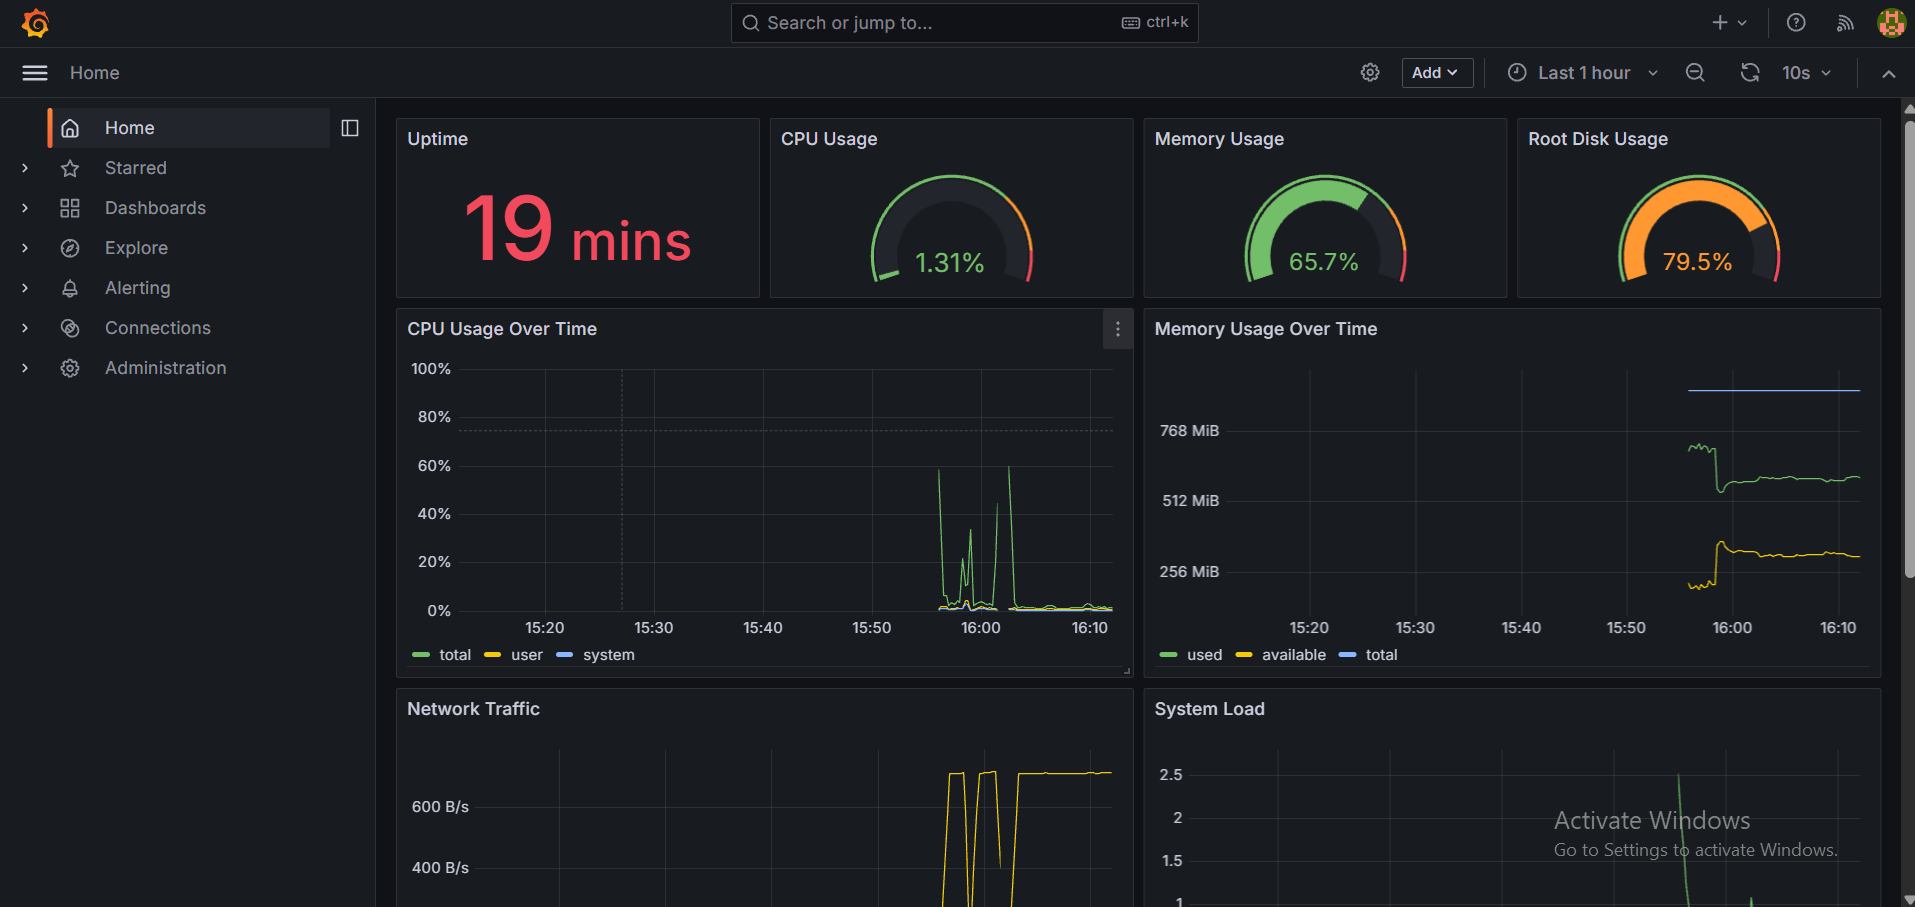 Search or jump to... ctrl+k
Home
Add
Last 1 hour
10s
Home
Starred
Dashboards
Explore
Alerting
Connections
Administration
Uptime
19 mins
CPU Usage
1.31%
Memory Usage
65.7%
Root Disk Usage
79.5%
CPU Usage Over Time
100%
80%
60%
40%
20%
0%
15:20 15:30 15:40 15:50 16:00 16:10
total user system
Memory Usage Over Time
768 MiB
512 MiB
256 MiB
15:20 15:30 15:40 15:50 16:00 16:10
used available total
Network Traffic
600 B/s
400 B/s
System Load
2.5
2
1.5
1
Activate Windows
Go to Settings to activate Windows.